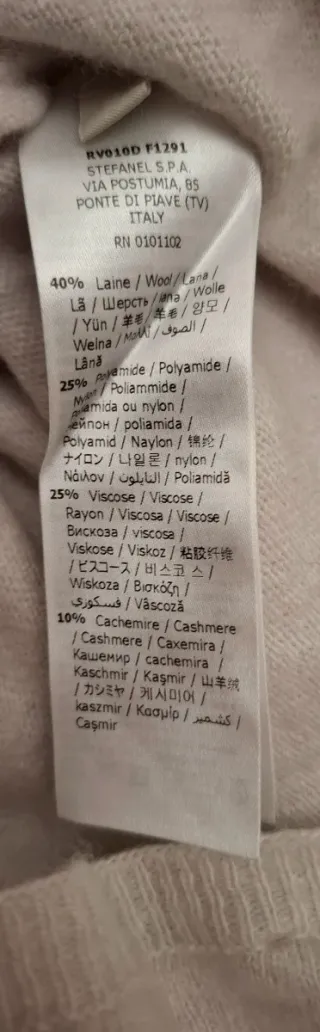 RV010D F1291
STEFANEL S.P.A.
VIA POSTUMIA, 85
PONTE DI PIAVE (TV)
ITALY
RN 0101102
40% Laine / Wool / Lana /
Lã / Шерсть / lana / Wolle
/ Yün / 羊毛 / 羊毛 / 양모 /
Wełna / Μαλλί / الصوف /
Lână
25% Polyamide / Polyamide /
Nylon / Poliammide /
Poliamida ou nylon /
Нейлон / poliamida /
Polyamid / Naylon / 锦纶 /
ナイロン / 나일론 / nylon /
Νάιλον / النايلون / Poliamidă
25% Viscose / Viscose /
Rayon / Viscosa / Viscose /
Вискоза / viscosa /
Viskose / Viskoz / 粘胶纤维
/ ビスコース / 비스코 스 /
Wiskoza / Βισκόζη /
فسكوزي / Vâscoză
10% Cachemire / Cashmere
/ Cashmere / Caxemira /
Кашемир / cachemira /
Kaschmir / Kaşmir / 山羊绒
/ カシミヤ / 케시미어 /
kaszmir / Κασμίρ / كشمير /
Caşmir